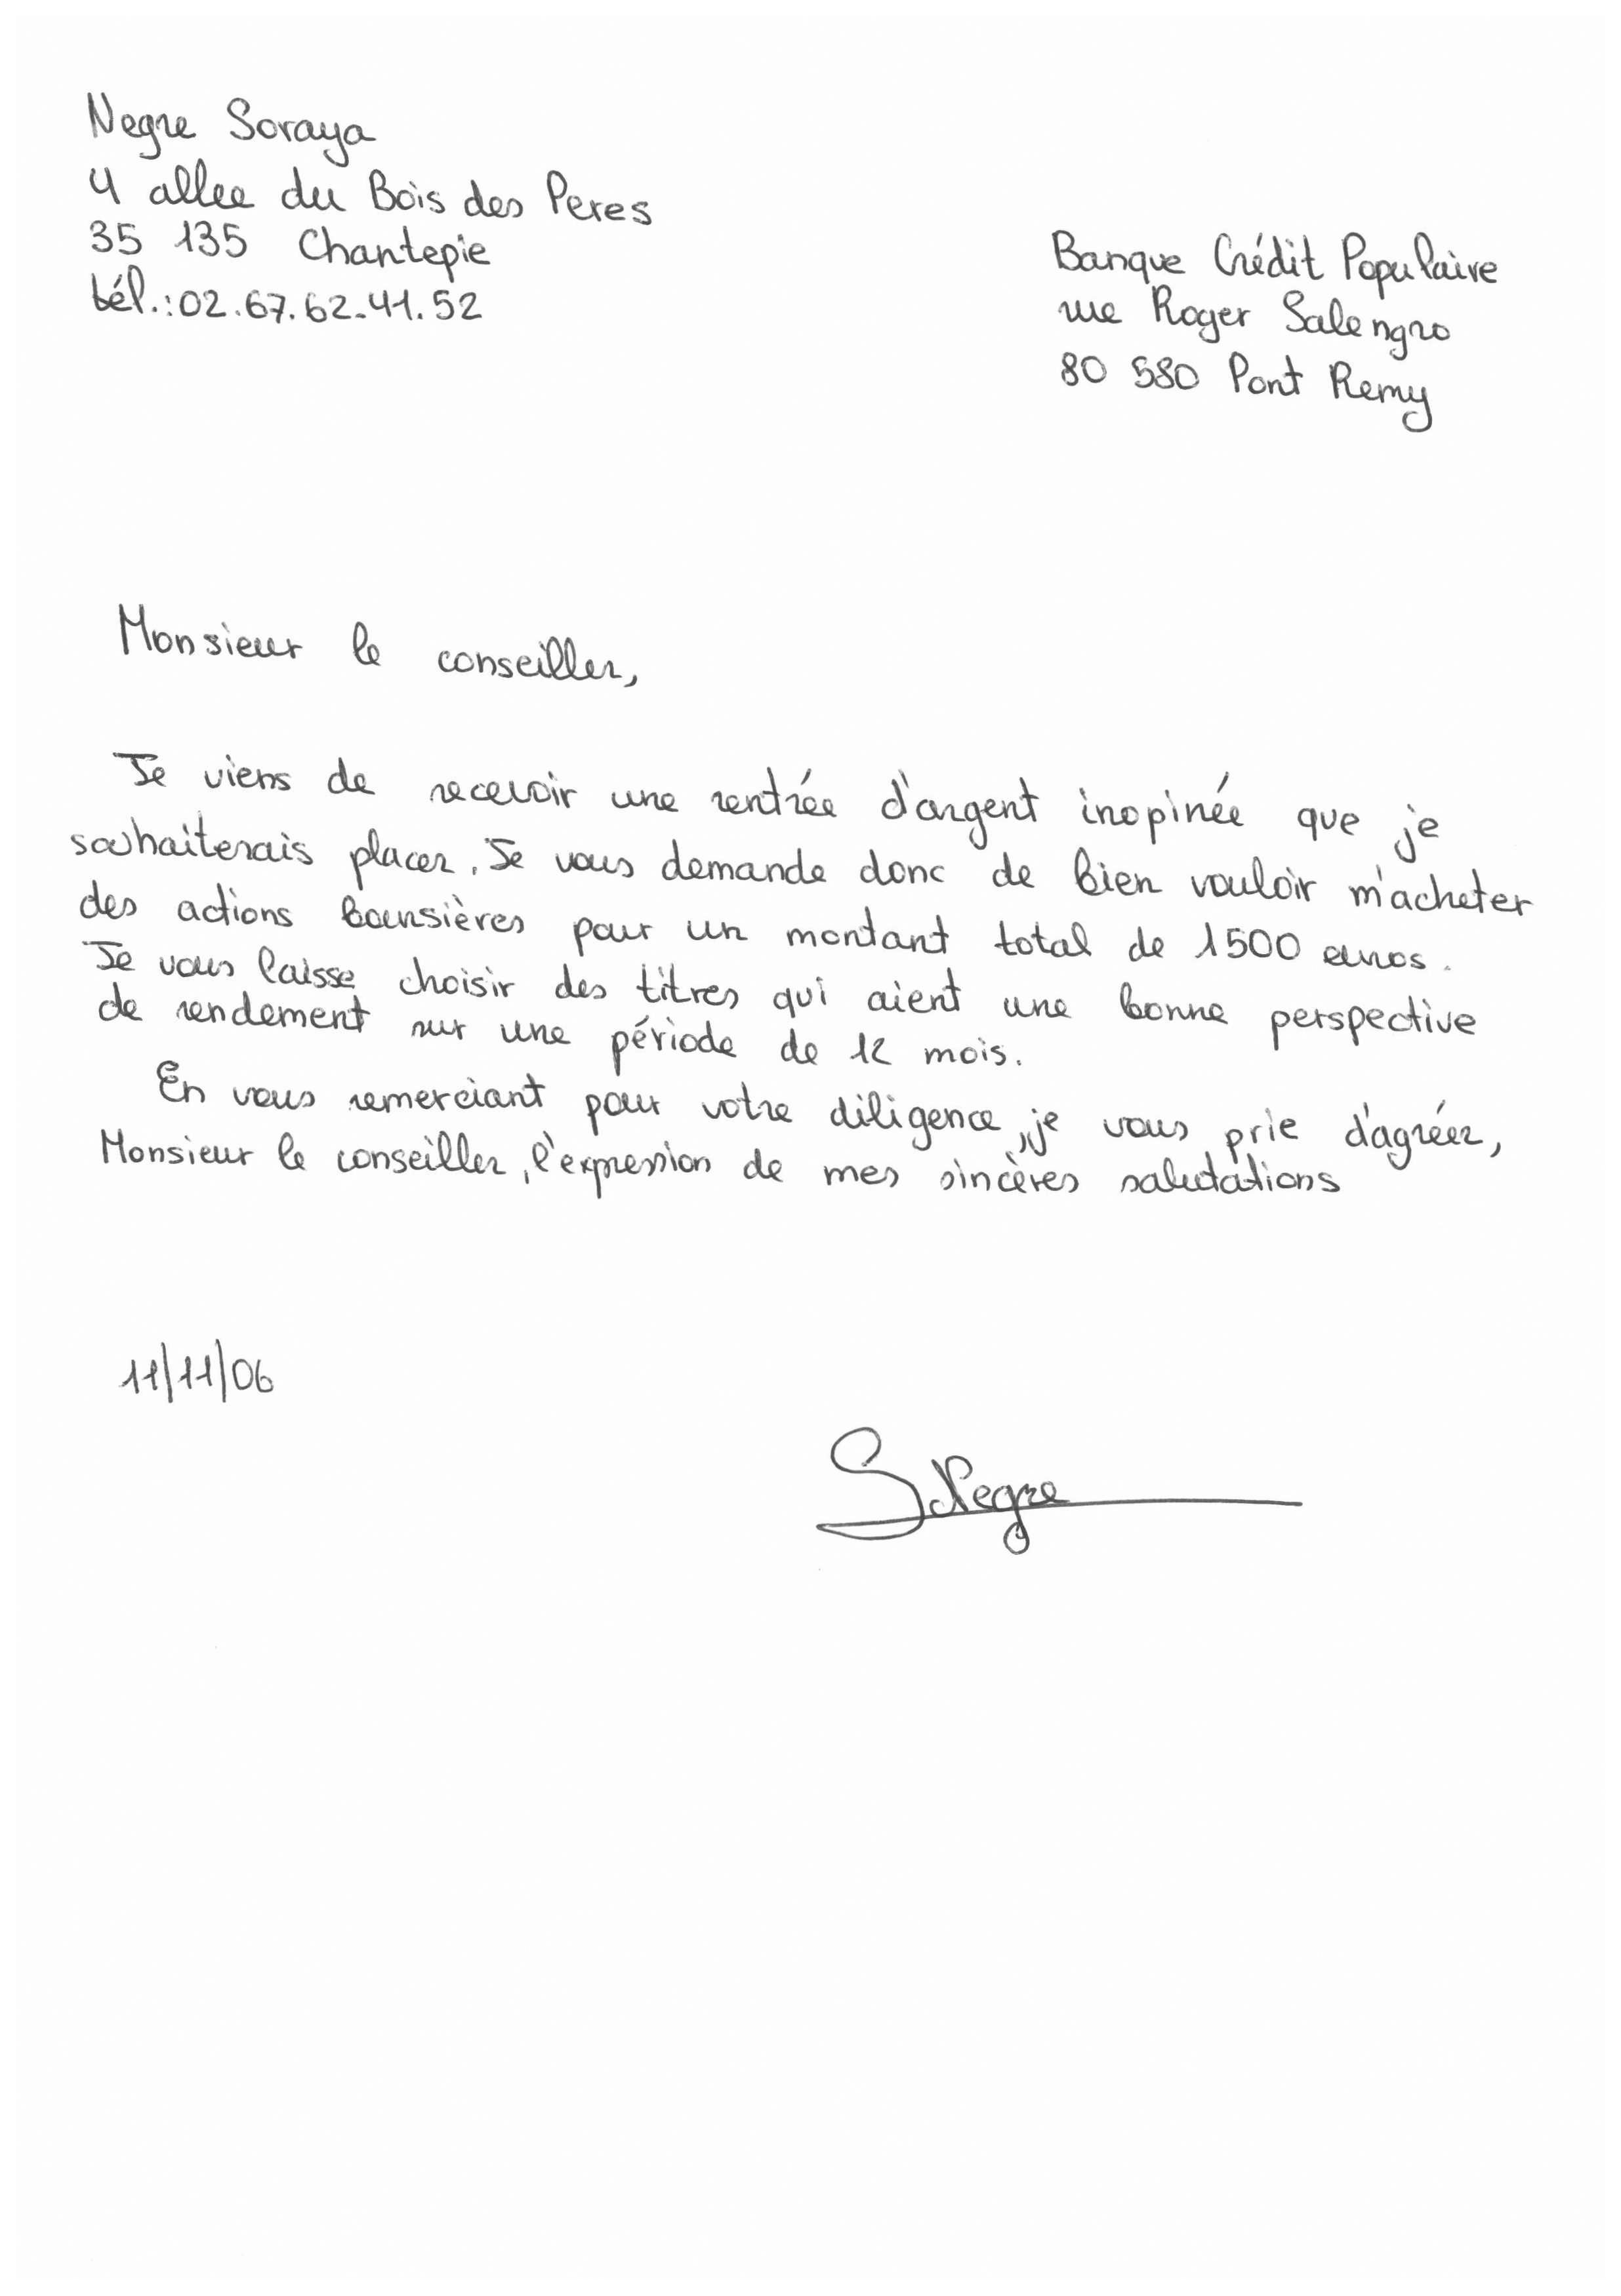 Negre Soraya
4 allee du Bois des Peres
35 135 Chantepie
tél.: 02.67.62.41.52
Banque Crédit Populaire
rue Roger Salengro
80 580 Pont Remy
Monsieur le conseiller,
Je viens de recevoir une rentrée d'argent inopinée que je
souhaiterais placer. Je vous demande donc de bien vouloir m'acheter
des actions boursières pour un montant total de 1500 euros.
Je vous laisse choisir des titres qui aient une bonne perspective
de rendement sur une période de 12 mois.
En vous remerciant pour votre diligence, je vous prie d'agréer,
Monsieur le conseiller, l'expression de mes sincères salutations
11/11/06
S Negre